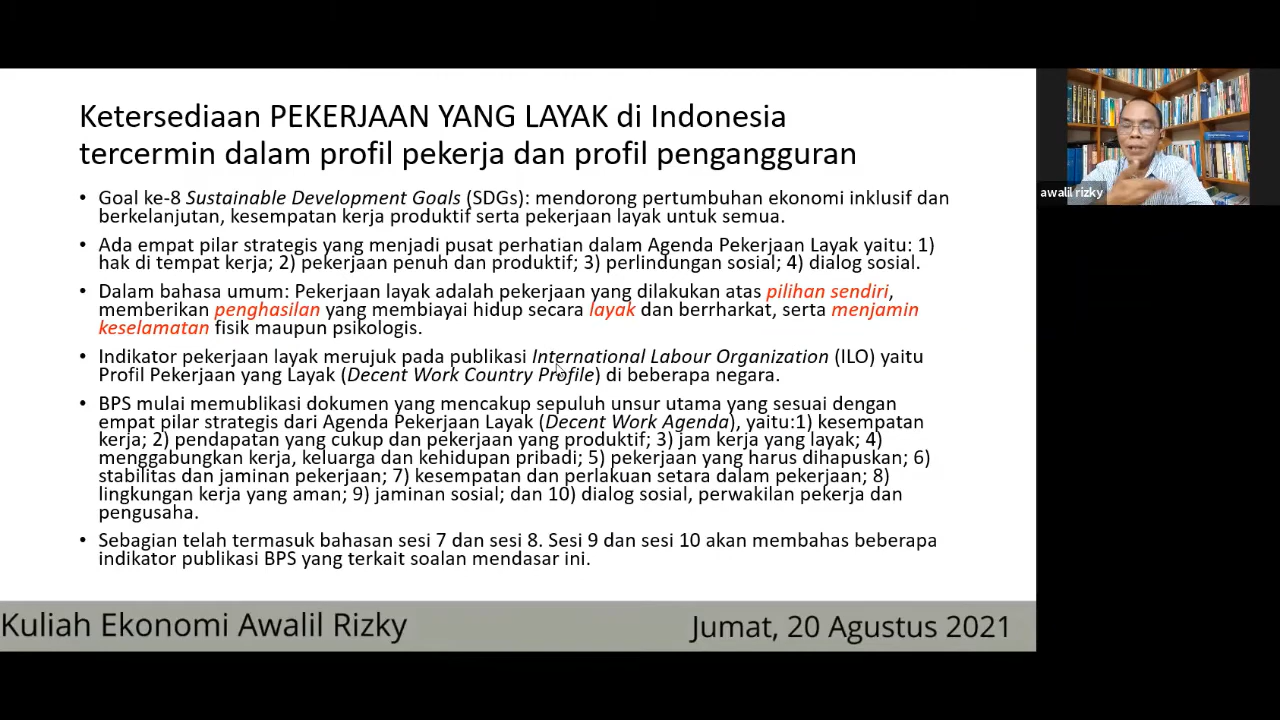 Ketersediaan PEKERJAAN YANG LAYAK di Indonesia
tercermin dalam profil pekerja dan profil pengangguran
• Goal ke-8 Sustainable Development Goals (SDGs): mendorong pertumbuhan ekonomi inklusif dan
berkelanjutan, kesempatan kerja produktif serta pekerjaan layak untuk semua.
• Ada empat pilar strategis yang menjadi pusat perhatian dalam Agenda Pekerjaan Layak yaitu: 1)
hak di tempat kerja; 2) pekerjaan penuh dan produktif; 3) perlindungan sosial; 4) dialog sosial.
• Dalam bahasa umum: Pekerjaan layak adalah pekerjaan yang dilakukan atas pilihan sendiri,
memberikan penghasilan yang membiayai hidup secara layak dan berrharkat, serta menjamin
keselamatan fisik maupun psikologis.
• Indikator pekerjaan layak merujuk pada publikasi International Labour Organization (ILO) yaitu
Profil Pekerjaan yang Layak (Decent Work Country Profile) di beberapa negara.
• BPS mulai memublikasi dokumen yang mencakup sepuluh unsur utama yang sesuai dengan
empat pilar strategis dari Agenda Pekerjaan Layak (Decent Work Agenda), yaitu:1) kesempatan
kerja; 2) pendapatan yang cukup dan pekerjaan yang produktif; 3) jam kerja yang layak; 4)
menggabungkan kerja, keluarga dan kehidupan pribadi; 5) pekerjaan yang harus dihapuskan; 6)
stabilitas dan jaminan pekerjaan; 7) kesempatan dan perlakuan setara dalam pekerjaan; 8)
lingkungan kerja yang aman; 9) jaminan sosial; dan 10) dialog sosial, perwakilan pekerja dan
pengusaha.
• Sebagian telah termasuk bahasan sesi 7 dan sesi 8. Sesi 9 dan sesi 10 akan membahas beberapa
indikator publikasi BPS yang terkait soalan mendasar ini.
awalil rizky
Kuliah Ekonomi Awalil Rizky
Jumat, 20 Agustus 2021